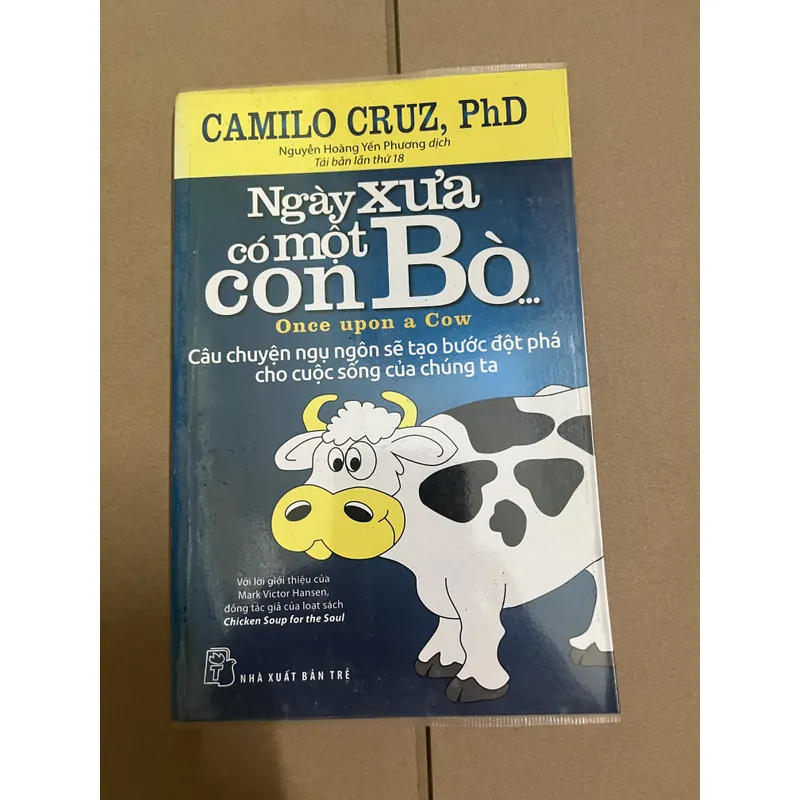 CAMILO CRUZ, PhD
Nguyễn Hoàng Yến Phương dịch
Tái bản lần thứ 18
Ngày xưa
có một
con Bò...
Once upon a Cow
Câu chuyện ngụ ngôn sẽ tạo bước đột phá
cho cuộc sống của chúng ta
Với lời giới thiệu của
Mark Victor Hansen,
đồng tác giả của loạt sách
Chicken Soup for the Soul
T
NHÀ XUẤT BẢN TRẺ